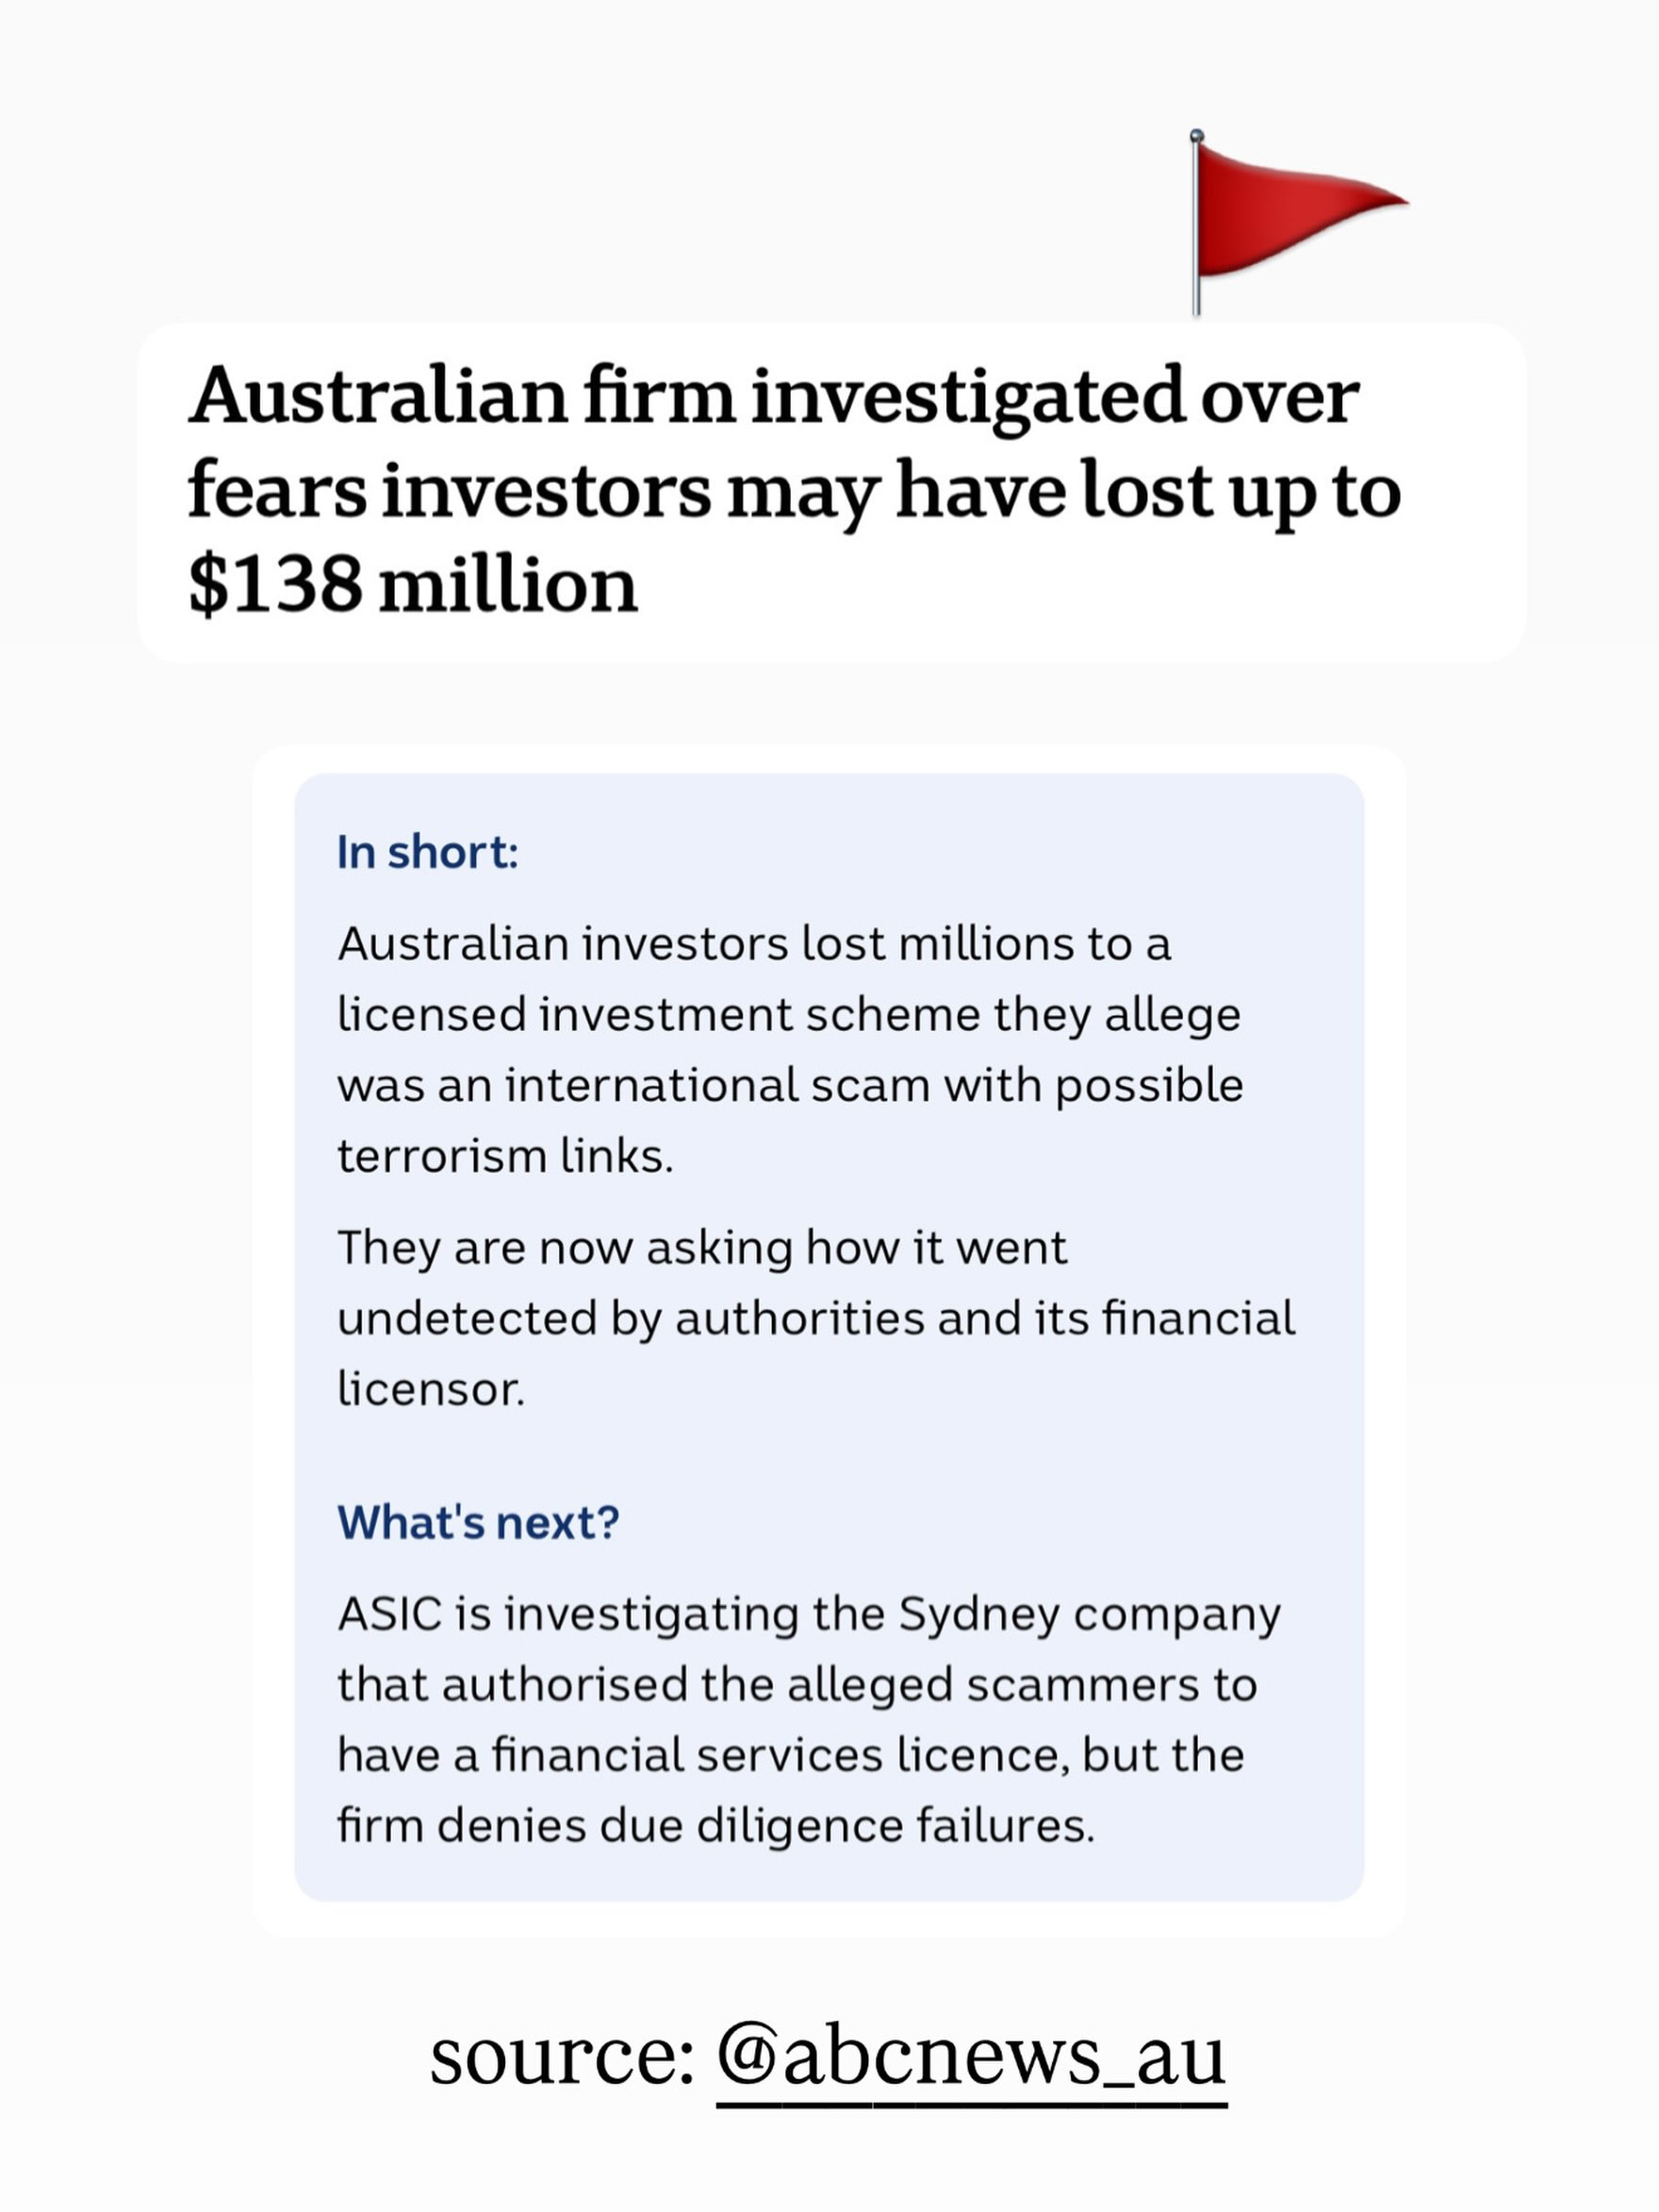 Australian firm investigated over
fears investors may have lost up to
$138 million
In short:
Australian investors lost millions to a
licensed investment scheme they allege
was an international scam with possible
terrorism links.
They are now asking how it went
undetected by authorities and its financial
licensor.
What's next?
ASIC is investigating the Sydney company
that authorised the alleged scammers to
have a financial services licence, but the
firm denies due diligence failures.
source: @abcnews_au